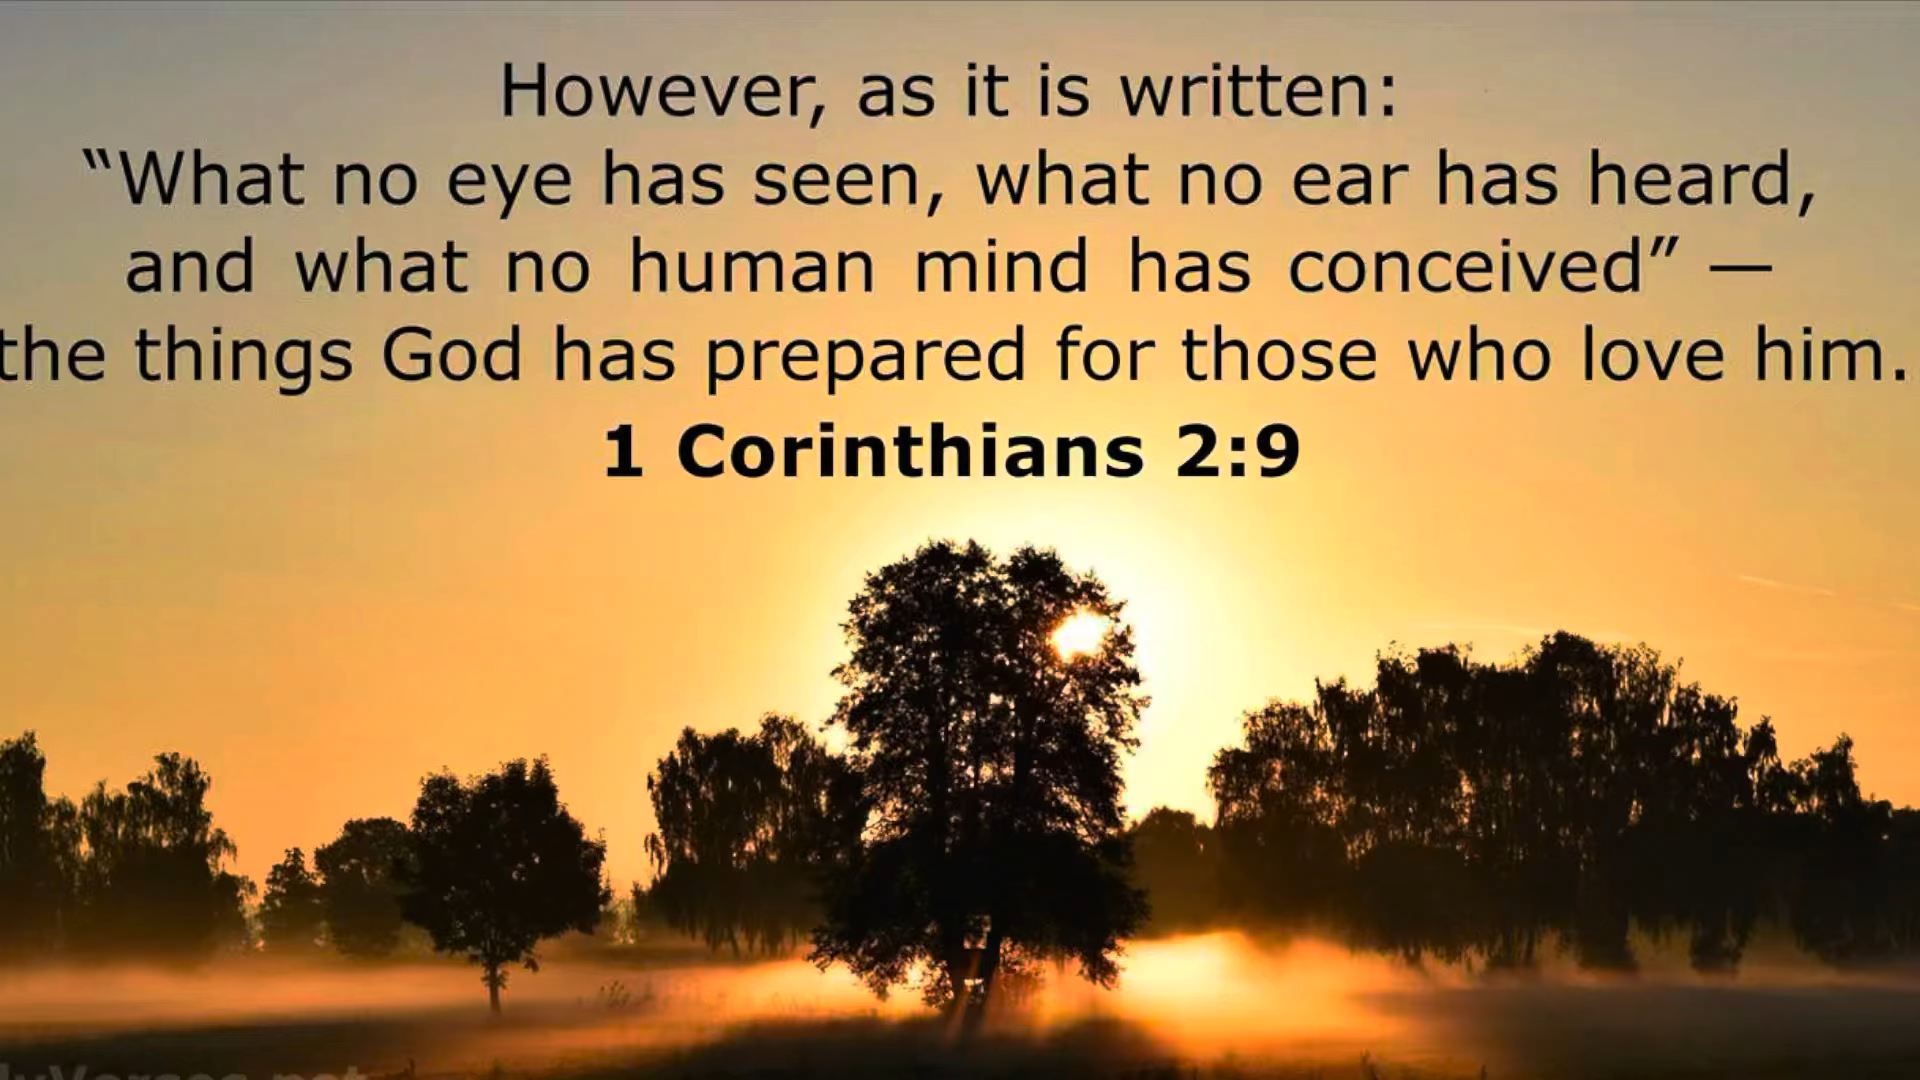 However, as it is written:
“What no eye has seen, what no ear has heard,
and what no human mind has conceived” —
the things God has prepared for those who love him.
1 Corinthians 2:9